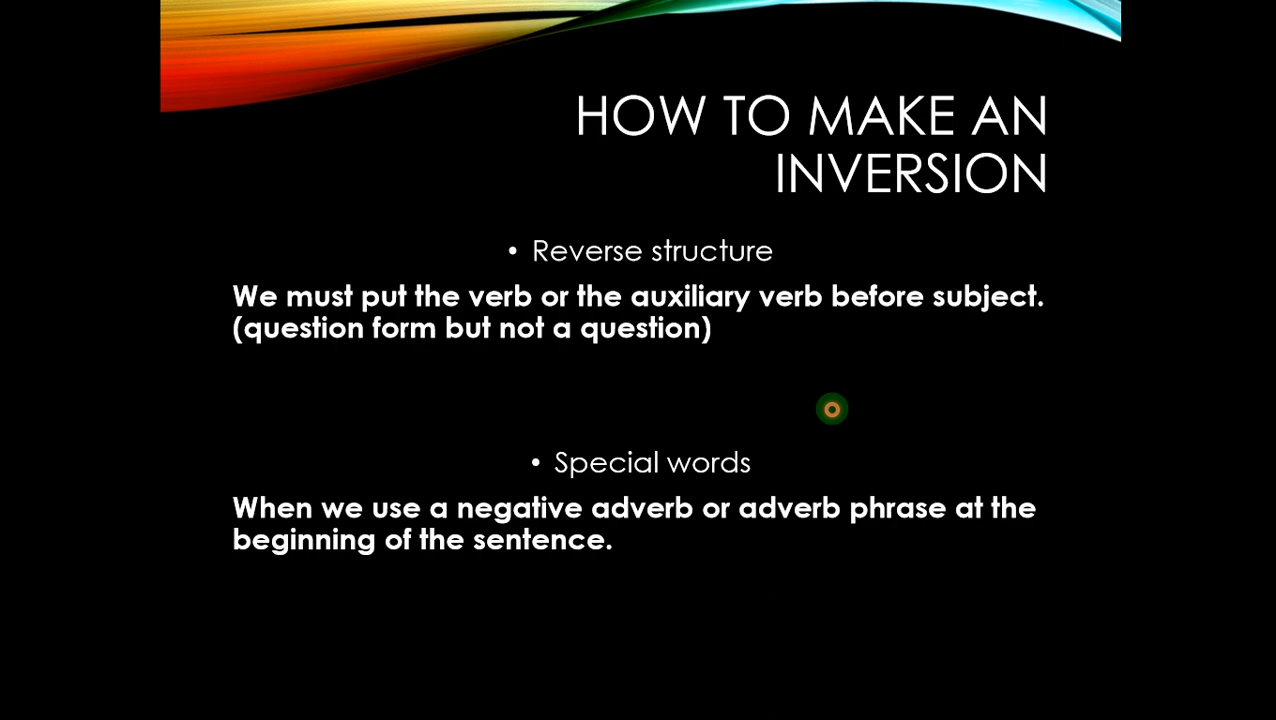 HOW TO MAKE AN
INVERSION
• Reverse structure
We must put the verb or the auxiliary verb before subject.
(question form but not a question)
• Special words
When we use a negative adverb or adverb phrase at the
beginning of the sentence.